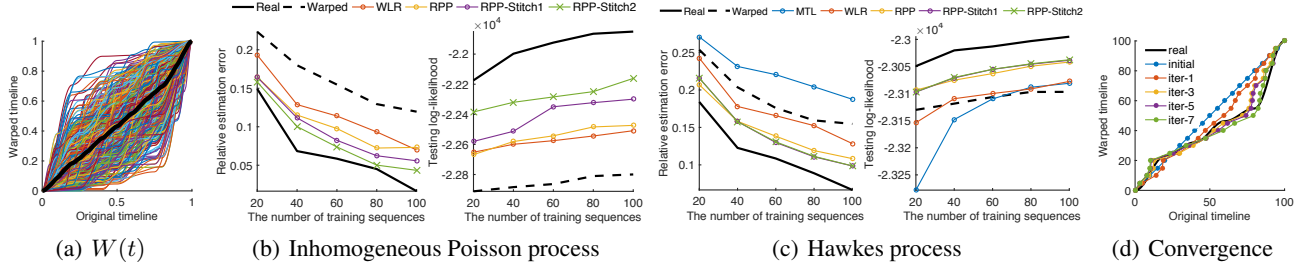 Warped timeline
1
0.8
0.6
0.4
0.2
0
0
0.5
1
Original timeline
(a) W(t)
Real Warped WLR RPP RPP-Stitch1 RPP-Stitch2
Relative estimation error
0.2
0.15
0.1
0.05
20 40 60 80 100
The number of training sequences
× 10⁴
Testing log-likelihood
-2.2
-2.22
-2.24
-2.26
-2.28
20 40 60 80 100
The number of training sequences
(b) Inhomogeneous Poisson process
Real Warped MTL WLR RPP RPP-Stitch1 RPP-Stitch2
Relative estimation error
0.25
0.2
0.15
0.1
20 40 60 80 100
The number of training sequences
× 10⁴
Testing log-likelihood
-2.3
-2.305
-2.31
-2.315
-2.32
-2.325
20 40 60 80 100
The number of training sequences
(c) Hawkes process
Warped timeline
100
80
60
40
20
0
real
initial
iter-1
iter-3
iter-5
iter-7
0 50 100
Original timeline
(d) Convergence